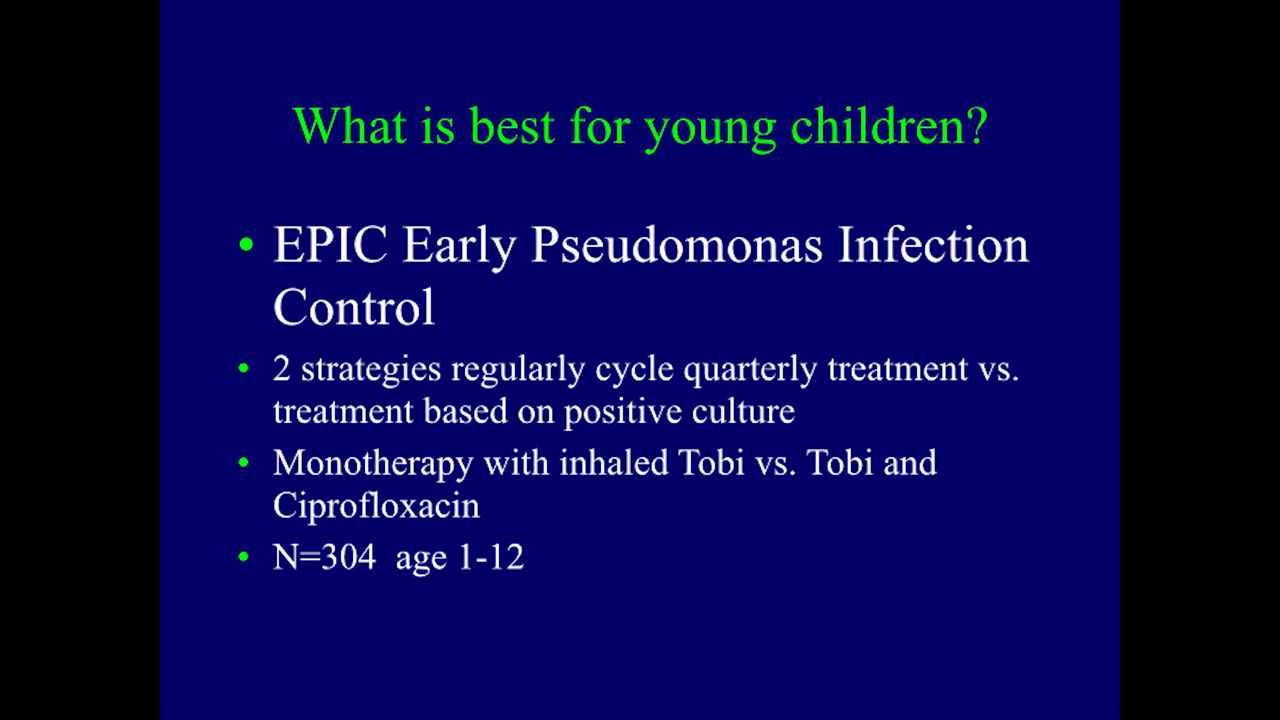 What is best for young children?
• EPIC Early Pseudomonas Infection
Control
• 2 strategies regularly cycle quarterly treatment vs.
treatment based on positive culture
• Monotherapy with inhaled Tobi vs. Tobi and
Ciprofloxacin
• N=304 age 1-12